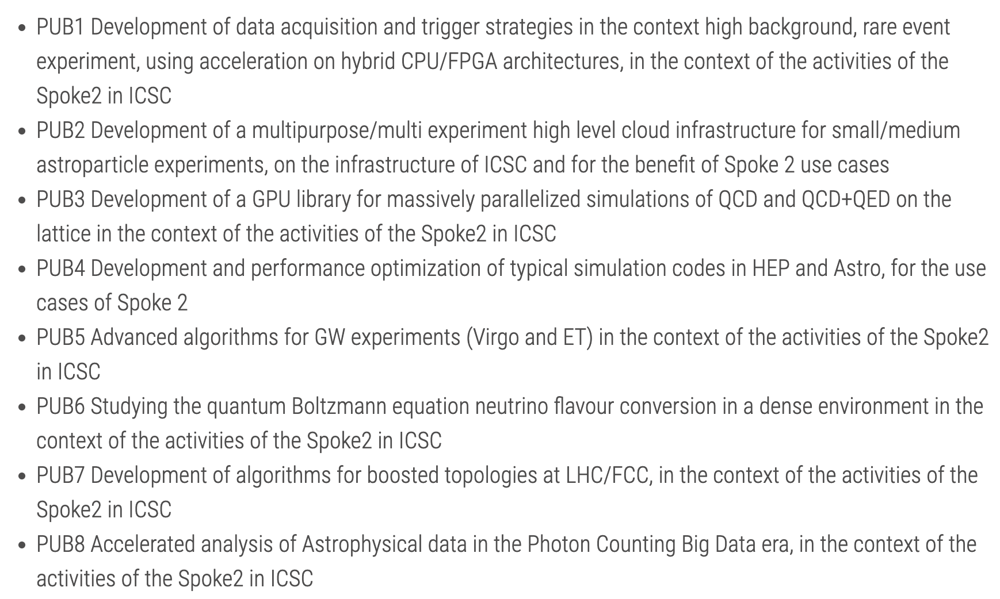 • PUB1 Development of data acquisition and trigger strategies in the context high background, rare event
experiment, using acceleration on hybrid CPU/FPGA architectures, in the context of the activities of the
Spoke2 in ICSC
• PUB2 Development of a multipurpose/multi experiment high level cloud infrastructure for small/medium
astroparticle experiments, on the infrastructure of ICSC and for the benefit of Spoke 2 use cases
• PUB3 Development of a GPU library for massively parallelized simulations of QCD and QCD+QED on the
lattice in the context of the activities of the Spoke2 in ICSC
• PUB4 Development and performance optimization of typical simulation codes in HEP and Astro, for the use
cases of Spoke 2
• PUB5 Advanced algorithms for GW experiments (Virgo and ET) in the context of the activities of the Spoke2
in ICSC
• PUB6 Studying the quantum Boltzmann equation neutrino flavour conversion in a dense environment in the
context of the activities of the Spoke2 in ICSC
• PUB7 Development of algorithms for boosted topologies at LHC/FCC, in the context of the activities of the
Spoke2 in ICSC
• PUB8 Accelerated analysis of Astrophysical data in the Photon Counting Big Data era, in the context of the
activities of the Spoke2 in ICSC